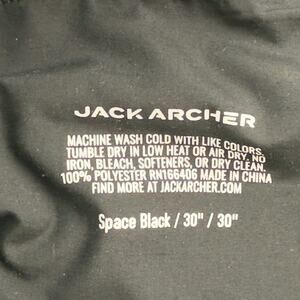 JACK ARCHER
MACHINE WASH COLD WITH LIKE COLORS.
TUMBLE DRY IN LOW HEAT OR AIR DRY. NO
IRON, BLEACH, SOFTENERS, OR DRY CLEAN.
100% POLYESTER RN166406 MADE IN CHINA
FIND MORE AT JACKARCHER.COM
Space Black / 30" / 30"